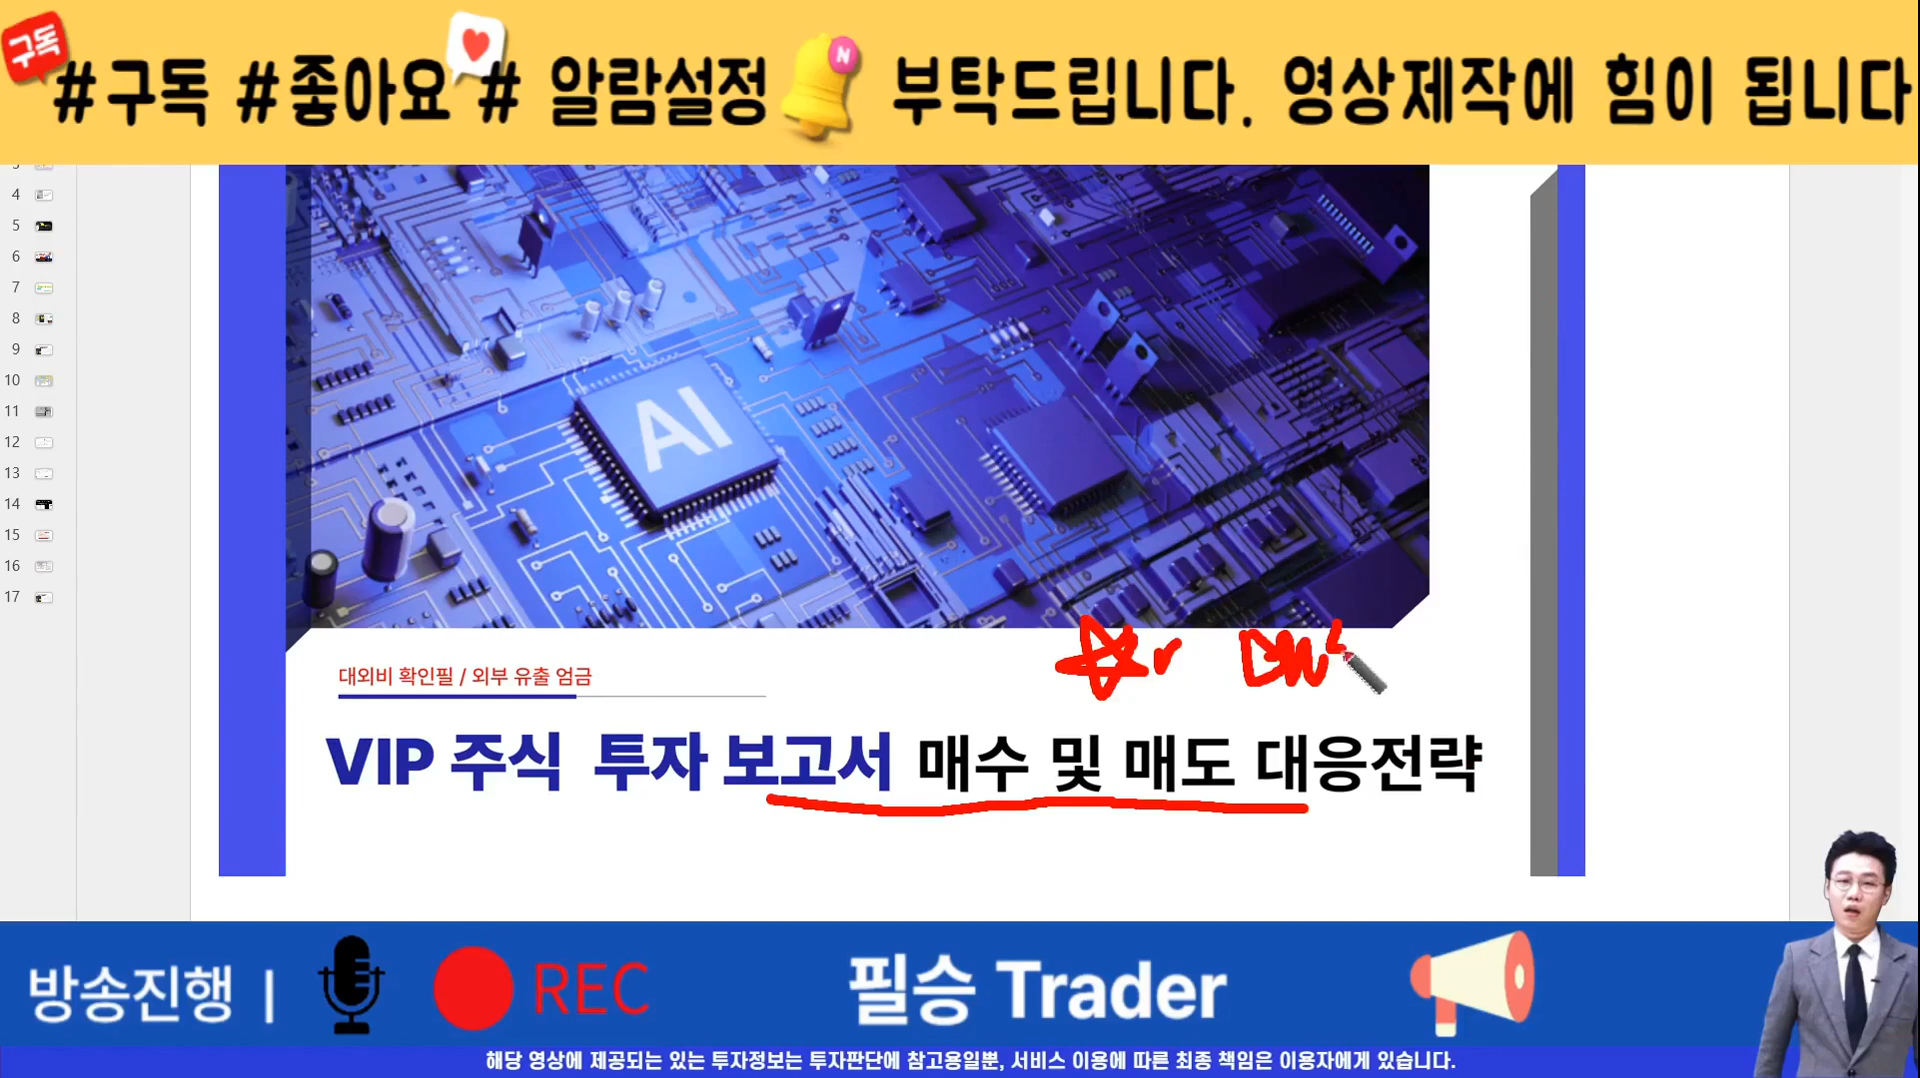 구독
N
#구독 #좋아요 # 알람설정 부탁드립니다. 영상제작에 힘이 됩니다
4
5
6
7
8
9
10
11
12
13
14
15
16
17
AI
대외비 확인필 / 외부 유출 엄금
VIP 주식 투자 보고서 매수 및 매도 대응전략
방송진행 | REC 필승 Trader
해당 영상에 제공되는 있는 투자정보는 투자판단에 참고용일뿐, 서비스 이용에 따른 최종 책임은 이용자에게 있습니다.